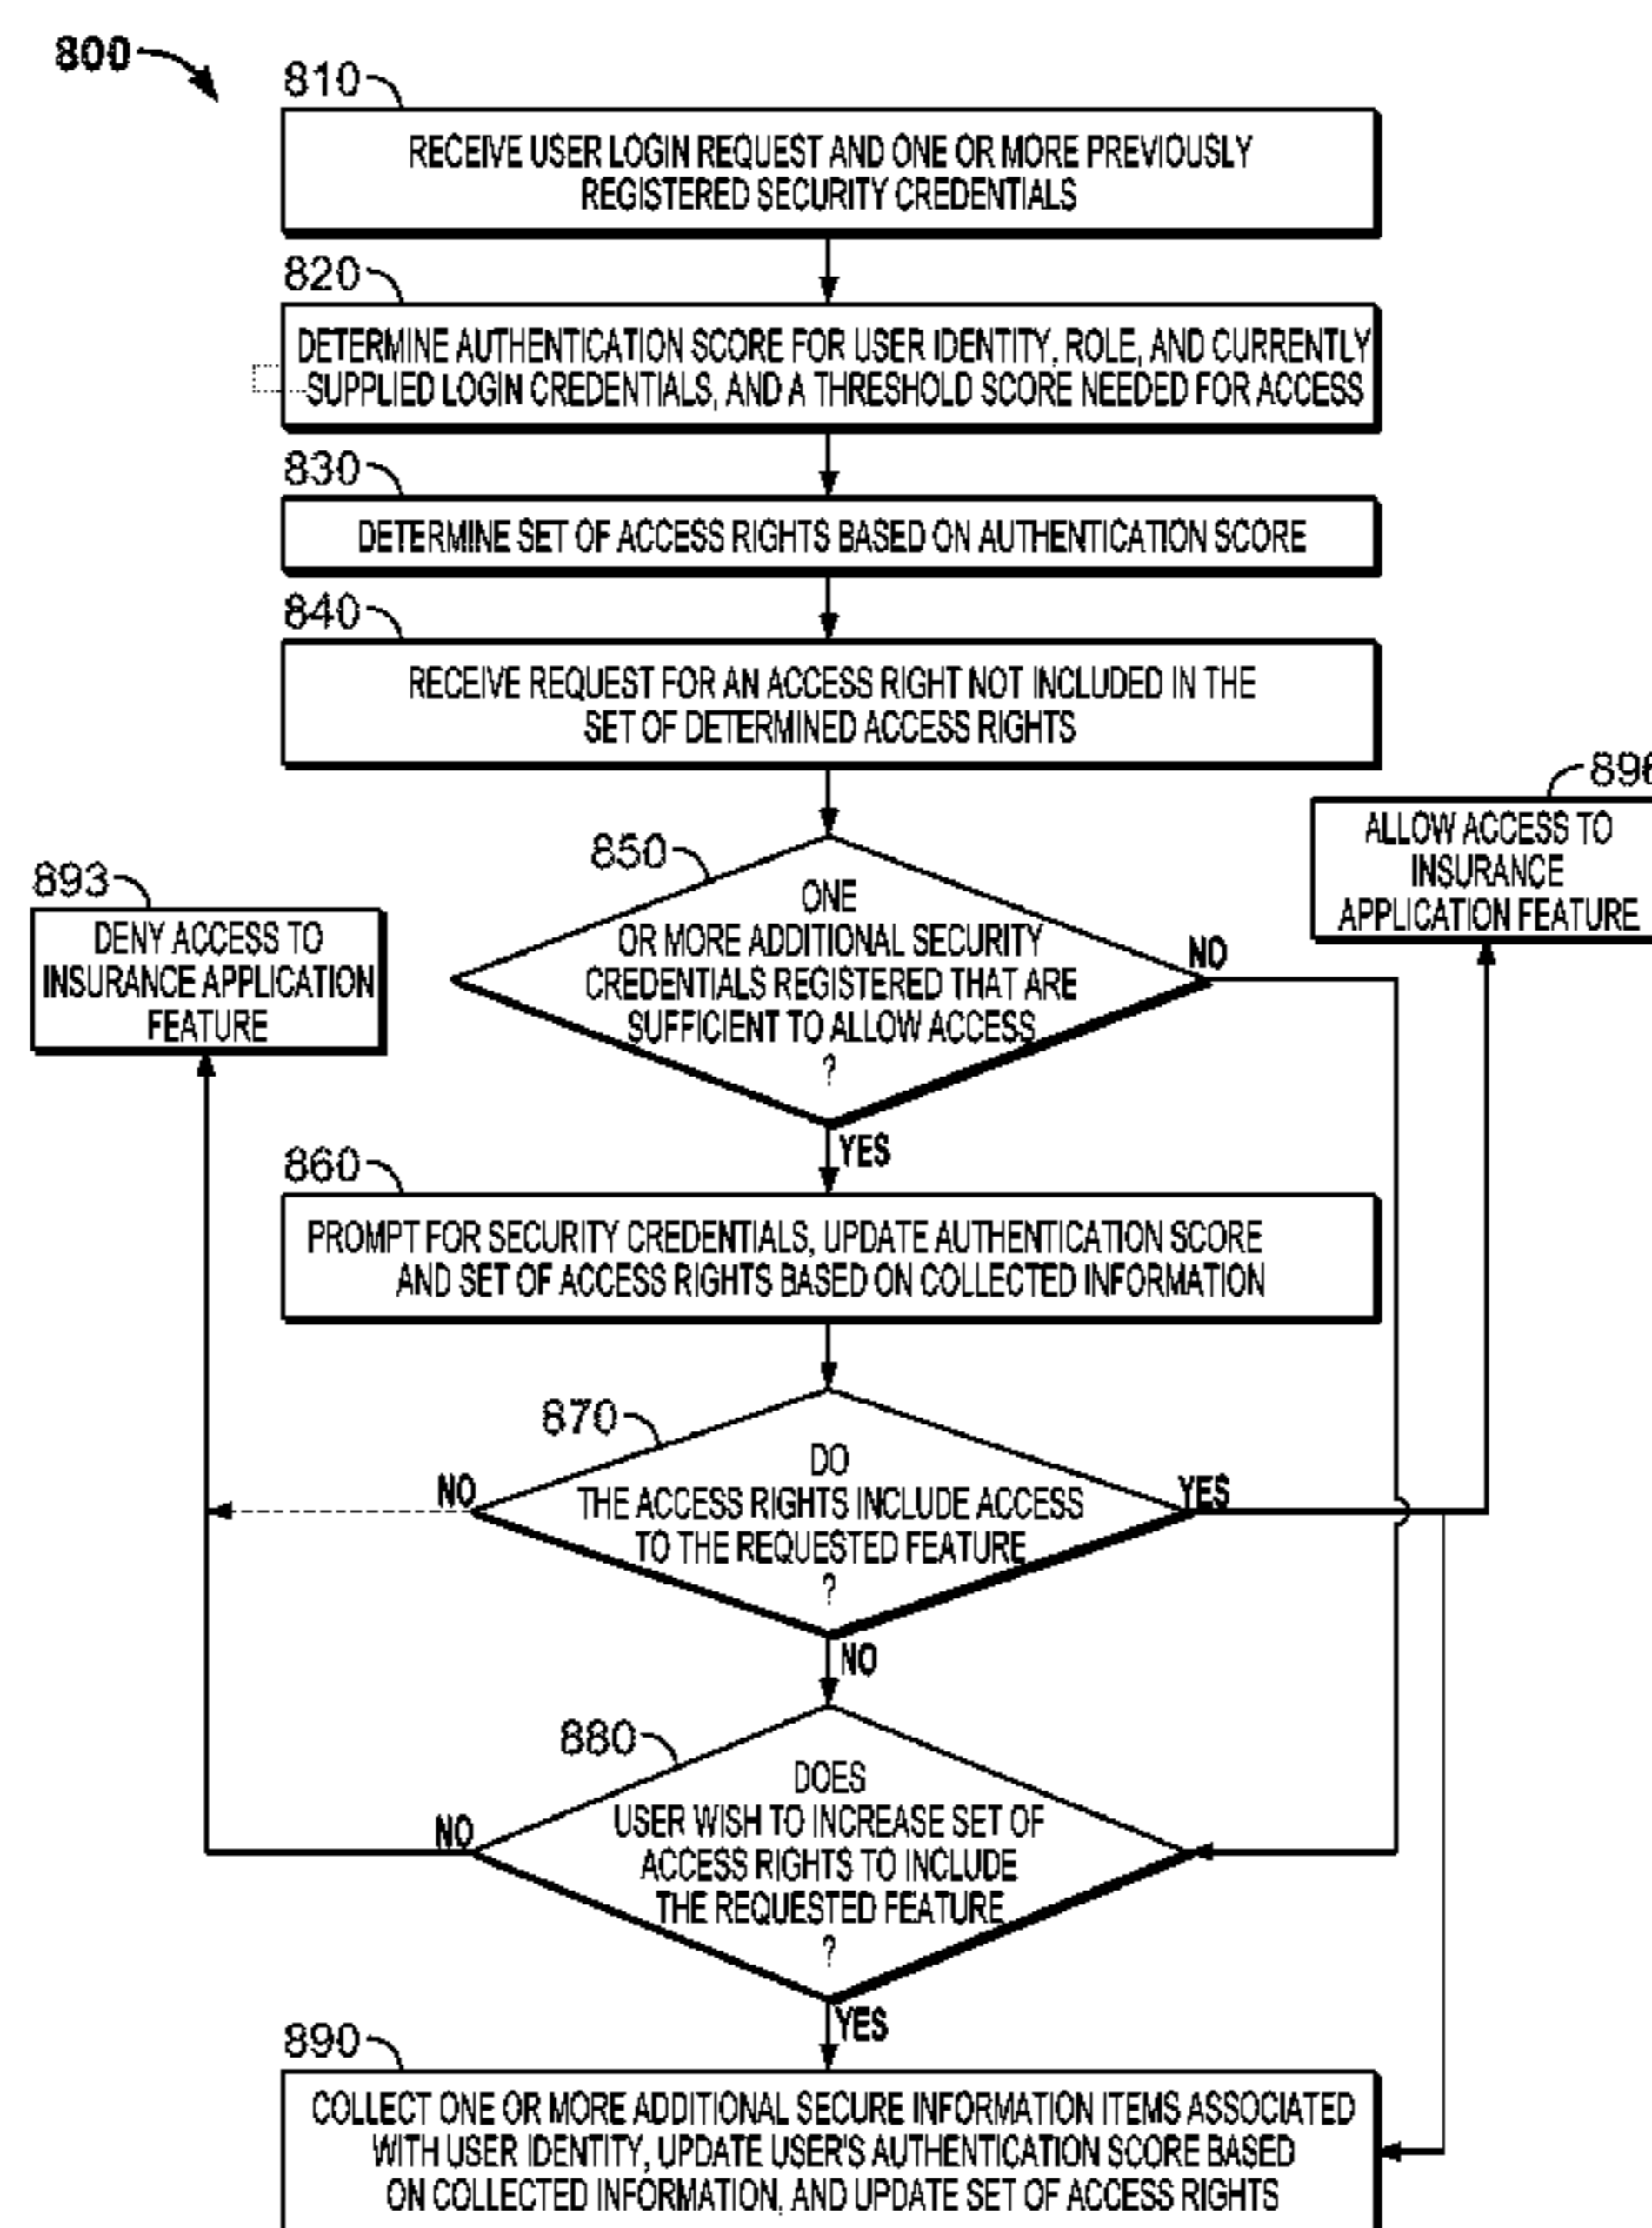 800
810
RECEIVE USER LOGIN REQUEST AND ONE OR MORE PREVIOUSLY
REGISTERED SECURITY CREDENTIALS
820
DETERMINE AUTHENTICATION SCORE FOR USER IDENTITY, ROLE, AND CURRENTLY
SUPPLIED LOGIN CREDENTIALS, AND A THRESHOLD SCORE NEEDED FOR ACCESS
830
DETERMINE SET OF ACCESS RIGHTS BASED ON AUTHENTICATION SCORE
840
RECEIVE REQUEST FOR AN ACCESS RIGHT NOT INCLUDED IN THE
SET OF DETERMINED ACCESS RIGHTS
896
ALLOW ACCESS TO
INSURANCE
APPLICATION FEATURE
893
DENY ACCESS TO
INSURANCE APPLICATION
FEATURE
850
ONE
OR MORE ADDITIONAL SECURITY
CREDENTIALS REGISTERED THAT ARE
SUFFICIENT TO ALLOW ACCESS
?
NO
YES
860
PROMPT FOR SECURITY CREDENTIALS, UPDATE AUTHENTICATION SCORE
AND SET OF ACCESS RIGHTS BASED ON COLLECTED INFORMATION
870
DO
THE ACCESS RIGHTS INCLUDE ACCESS
TO THE REQUESTED FEATURE
?
NO
YES
NO
880
DOES
USER WISH TO INCREASE SET OF
ACCESS RIGHTS TO INCLUDE
THE REQUESTED FEATURE
?
NO
YES
890
COLLECT ONE OR MORE ADDITIONAL SECURE INFORMATION ITEMS ASSOCIATED
WITH USER IDENTITY, UPDATE USER'S AUTHENTICATION SCORE BASED
ON COLLECTED INFORMATION, AND UPDATE SET OF ACCESS RIGHTS